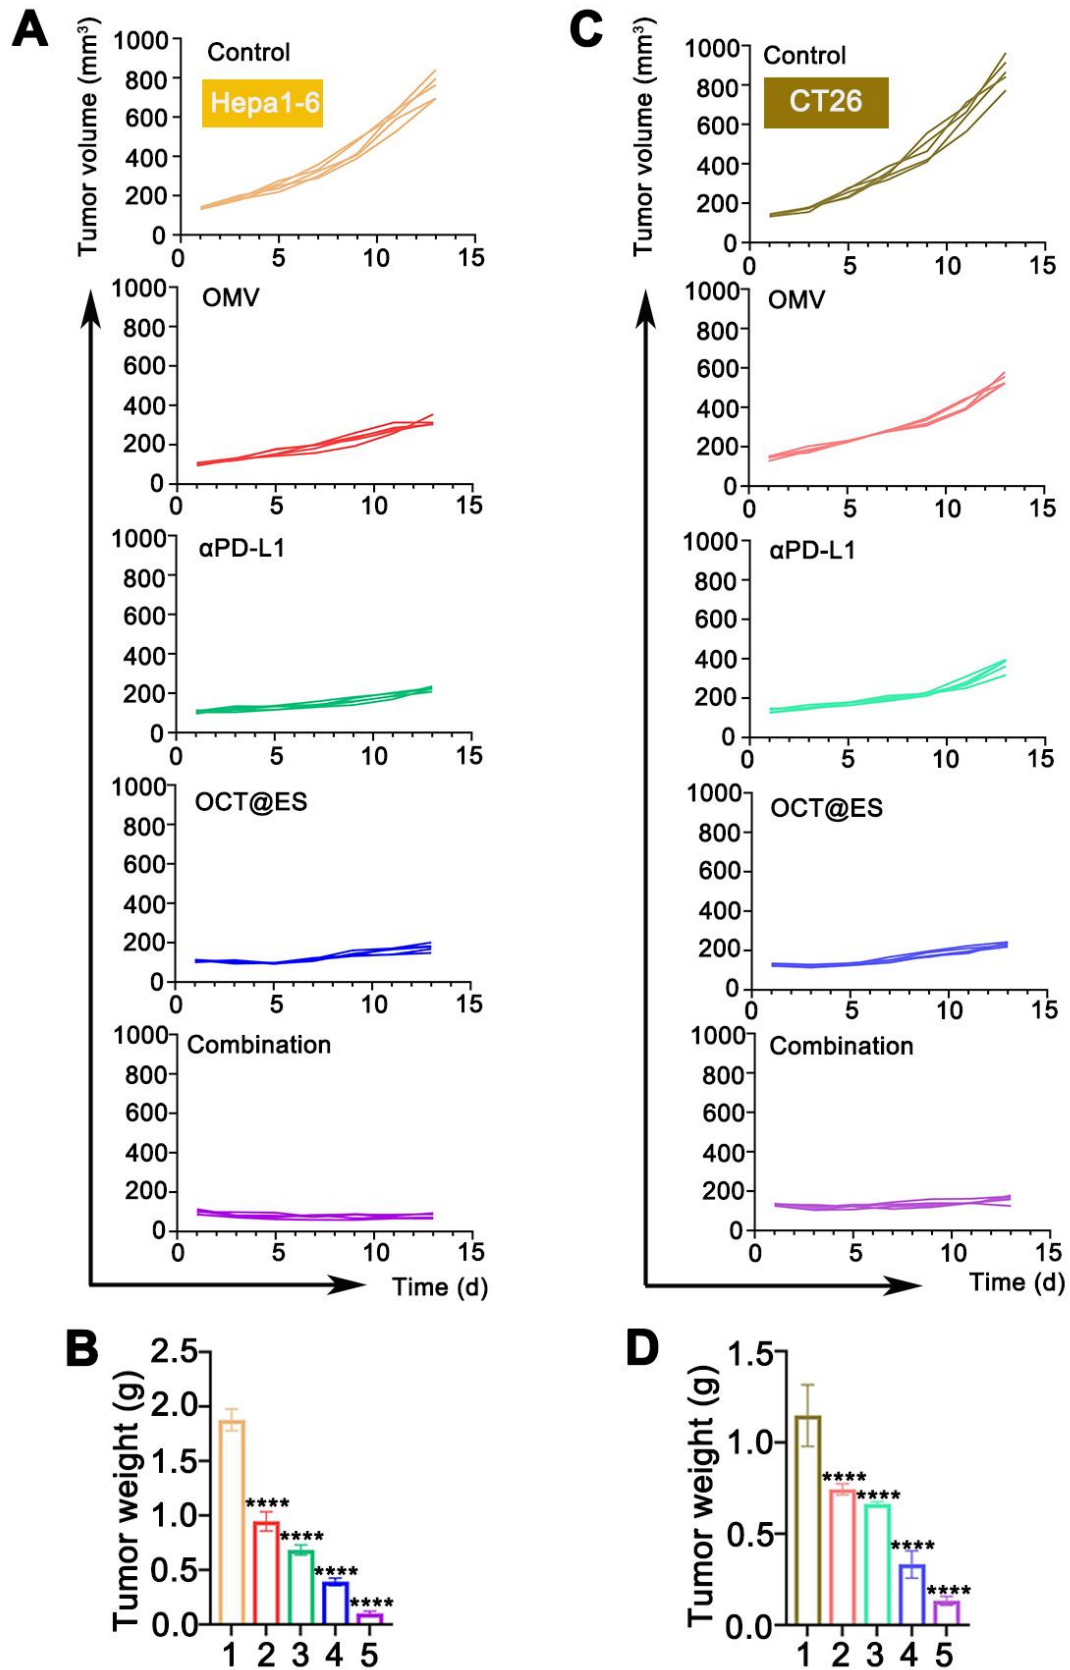 A
Tumor volume (mm³)
1000
800
600
400
200
0
Control
Hepa1-6
0 5 10 15
1000
800
600
400
200
0
OMV
0 5 10 15
1000
800
600
400
200
0
αPD-L1
0 5 10 15
1000
800
600
400
200
0
OCT@ES
0 5 10 15
1000
800
600
400
200
0
Combination
0 5 10 15
Time (d)
C
Tumor volume (mm³)
1000
800
600
400
200
0
Control
CT26
0 5 10 15
1000
800
600
400
200
0
OMV
0 5 10 15
1000
800
600
400
200
0
αPD-L1
0 5 10 15
1000
800
600
400
200
0
OCT@ES
0 5 10 15
1000
800
600
400
200
0
Combination
0 5 10 15
Time (d)
B
Tumor weight (g)
2.5
2.0
1.5
1.0
0.5
0.0
****
****
****
****
1 2 3 4 5
D
Tumor weight (g)
1.5
1.0
0.5
0.0
****
****
****
****
1 2 3 4 5